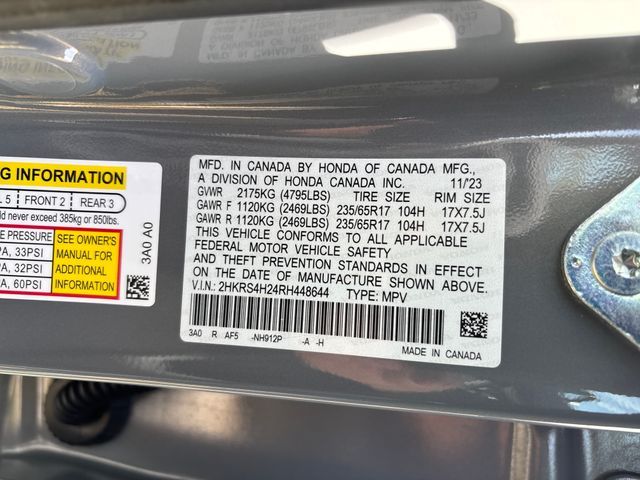 G INFORMATION
L 5 FRONT 2 REAR 3
ld never exceed 385kg or 850lbs.
E PRESSURE
PA, 33PSI
PA, 32PSI
A, 60PSI
SEE OWNER'S
MANUAL FOR
ADDITIONAL
INFORMATION
3A0 A0
MFD. IN CANADA BY HONDA OF CANADA MFG.,
A DIVISION OF HONDA CANADA INC. 11/'23
GVWR 2175KG (4795LBS) TIRE SIZE RIM SIZE
GAWR F 1120KG (2469LBS) 235/65R17 104H 17X7.5J
GAWR R 1120KG (2469LBS) 235/65R17 104H 17X7.5J
THIS VEHICLE CONFORMS TO ALL APPLICABLE
FEDERAL MOTOR VEHICLE SAFETY
AND THEFT PREVENTION STANDARDS IN EFFECT
ON THE DATE OF MANUFACTURE SHOWN ABOVE.
V.I.N.: 2HKRS4H24RH448644 TYPE: MPV
3A0 R AF5 -NH912P -A -H
MADE IN CANADA